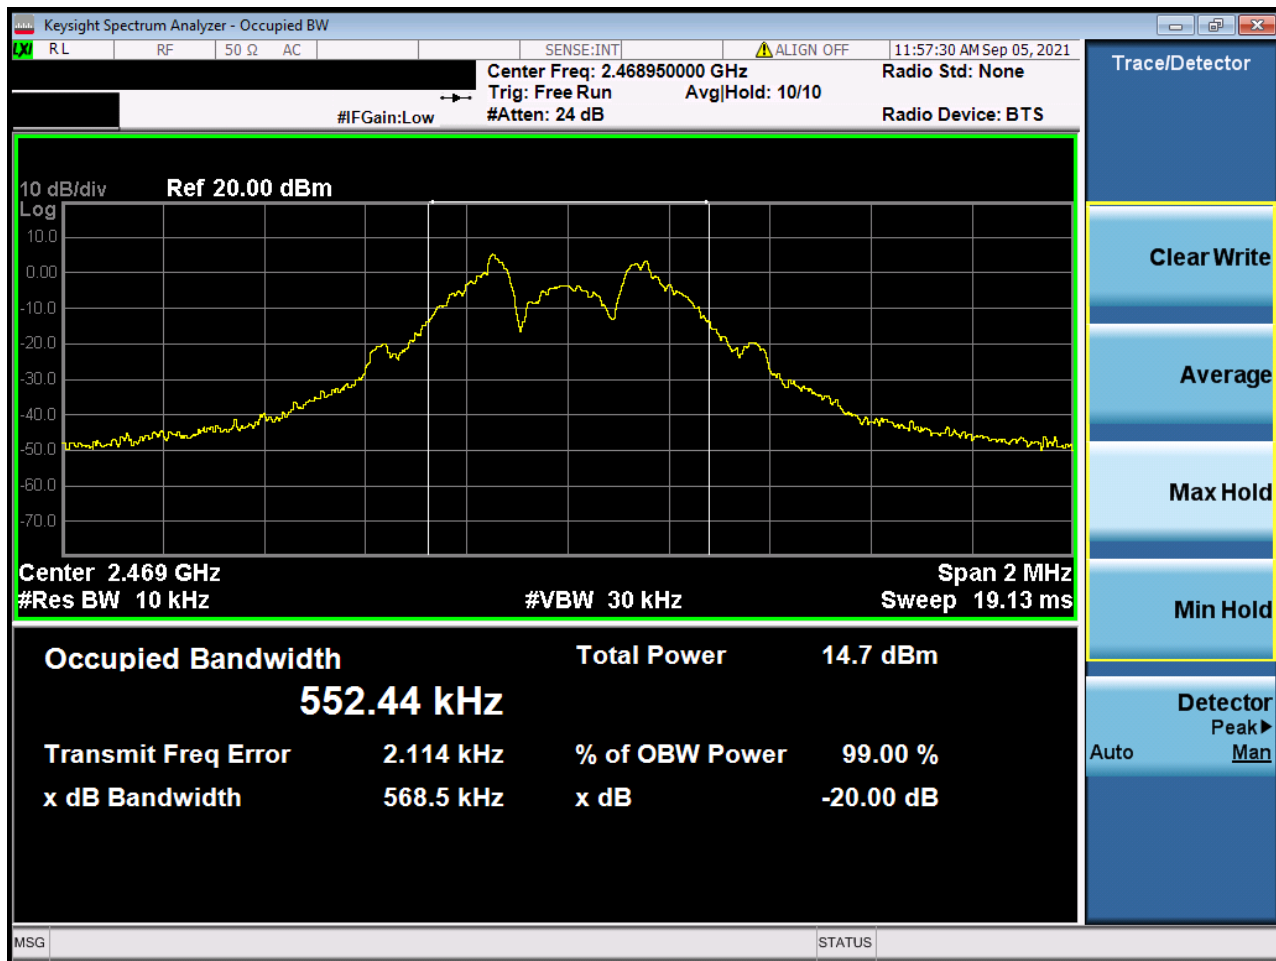 Keysight Spectrum Analyzer - Occupied BW
LXI RL RF 50 Ω AC SENSE:INT ALIGN OFF 11:57:30 AM Sep 05, 2021
Center Freq: 2.468950000 GHz Radio Std: None
Trig: Free Run Avg|Hold: 10/10
#IFGain:Low #Atten: 24 dB Radio Device: BTS
Trace/Detector
10 dB/div Ref 20.00 dBm
Log
10.0
0.00
-10.0
-20.0
-30.0
-40.0
-50.0
-60.0
-70.0
Center 2.469 GHz Span 2 MHz
#Res BW 10 kHz #VBW 30 kHz Sweep 19.13 ms
Occupied Bandwidth Total Power 14.7 dBm
552.44 kHz
Transmit Freq Error 2.114 kHz % of OBW Power 99.00 %
x dB Bandwidth 568.5 kHz x dB -20.00 dB
Clear Write
Average
Max Hold
Min Hold
Detector
Peak▶
Auto Man
MSG STATUS